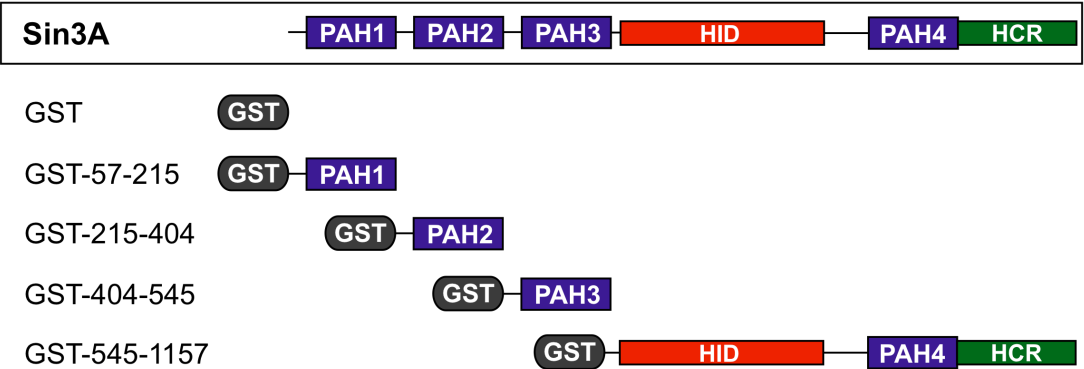 Sin3A PAH1 PAH2 PAH3 HID PAH4 HCR
GST GST
GST-57-215 GST PAH1
GST-215-404 GST PAH2
GST-404-545 GST PAH3
GST-545-1157 GST HID PAH4 HCR